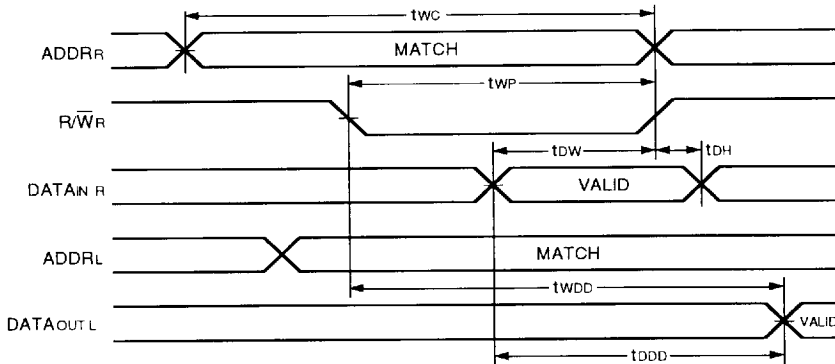 tWC
ADDRR MATCH
tWP
R/W̅R
tDW tDH
DATAIN R VALID
ADDRL MATCH
tWDD
DATAOUT L VALID
tDDD